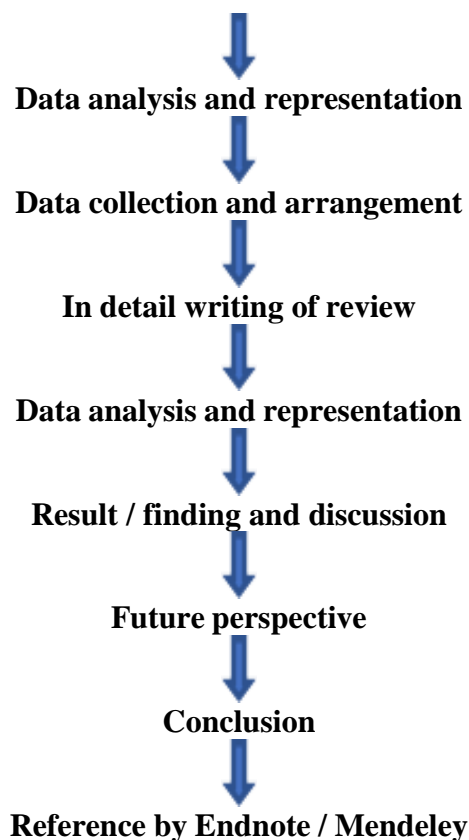 Data analysis and representation
Data collection and arrangement
In detail writing of review
Data analysis and representation
Result / finding and discussion
Future perspective
Conclusion
Reference by Endnote / Mendeley